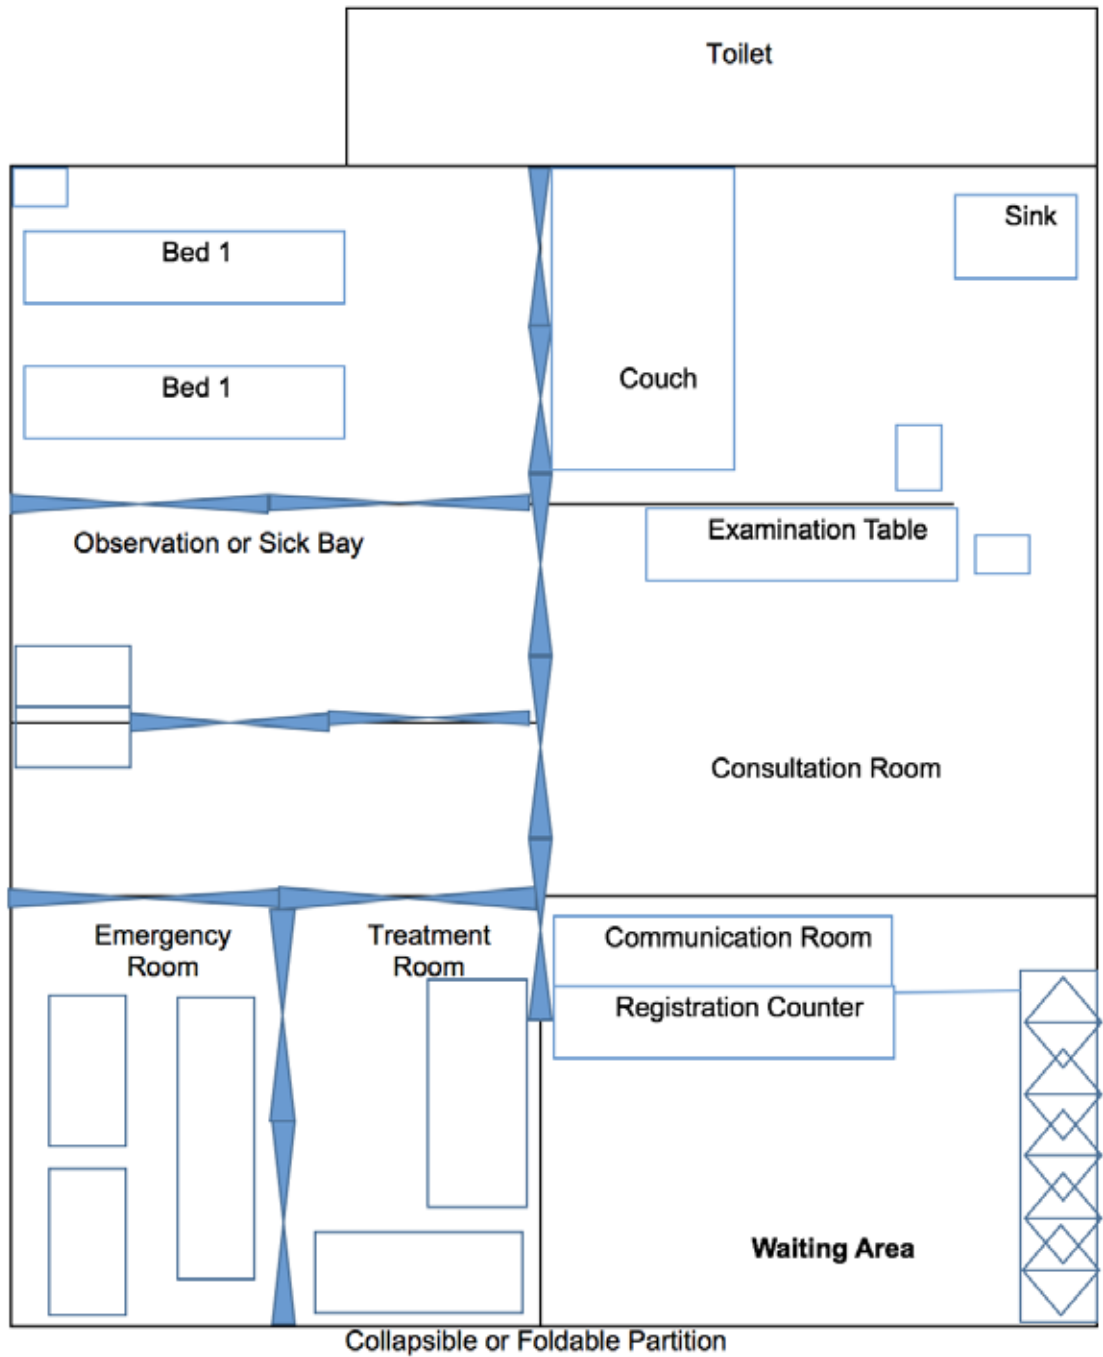 Toilet
Sink
Bed 1
Couch
Bed 1
Examination Table
Observation or Sick Bay
Consultation Room
Emergency
Room
Treatment
Room
Communication Room
Registration Counter
Waiting Area
Collapsible or Foldable Partition